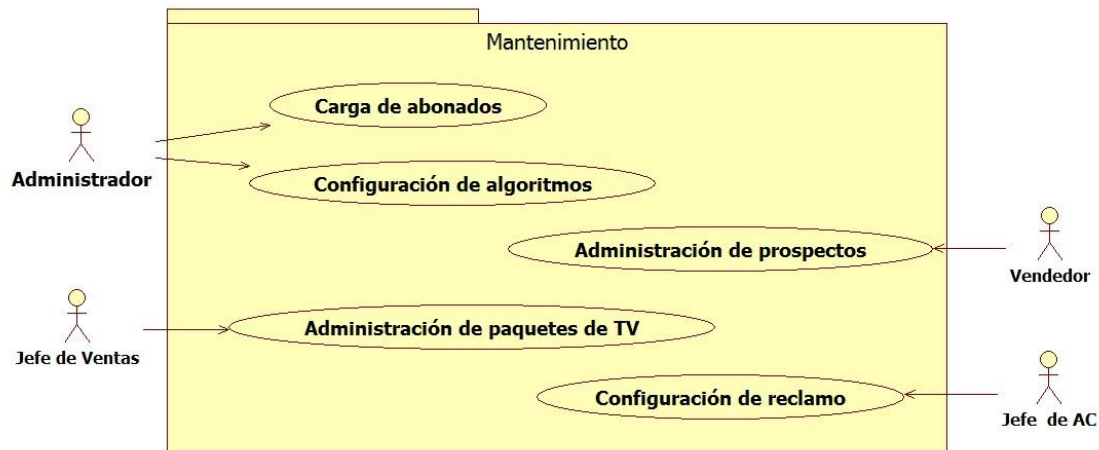 Mantenimiento
Carga de abonados
Administrador
Configuración de algoritmos
Administración de prospectos
Vendedor
Administración de paquetes de TV
Jefe de Ventas
Configuración de reclamo
Jefe de AC